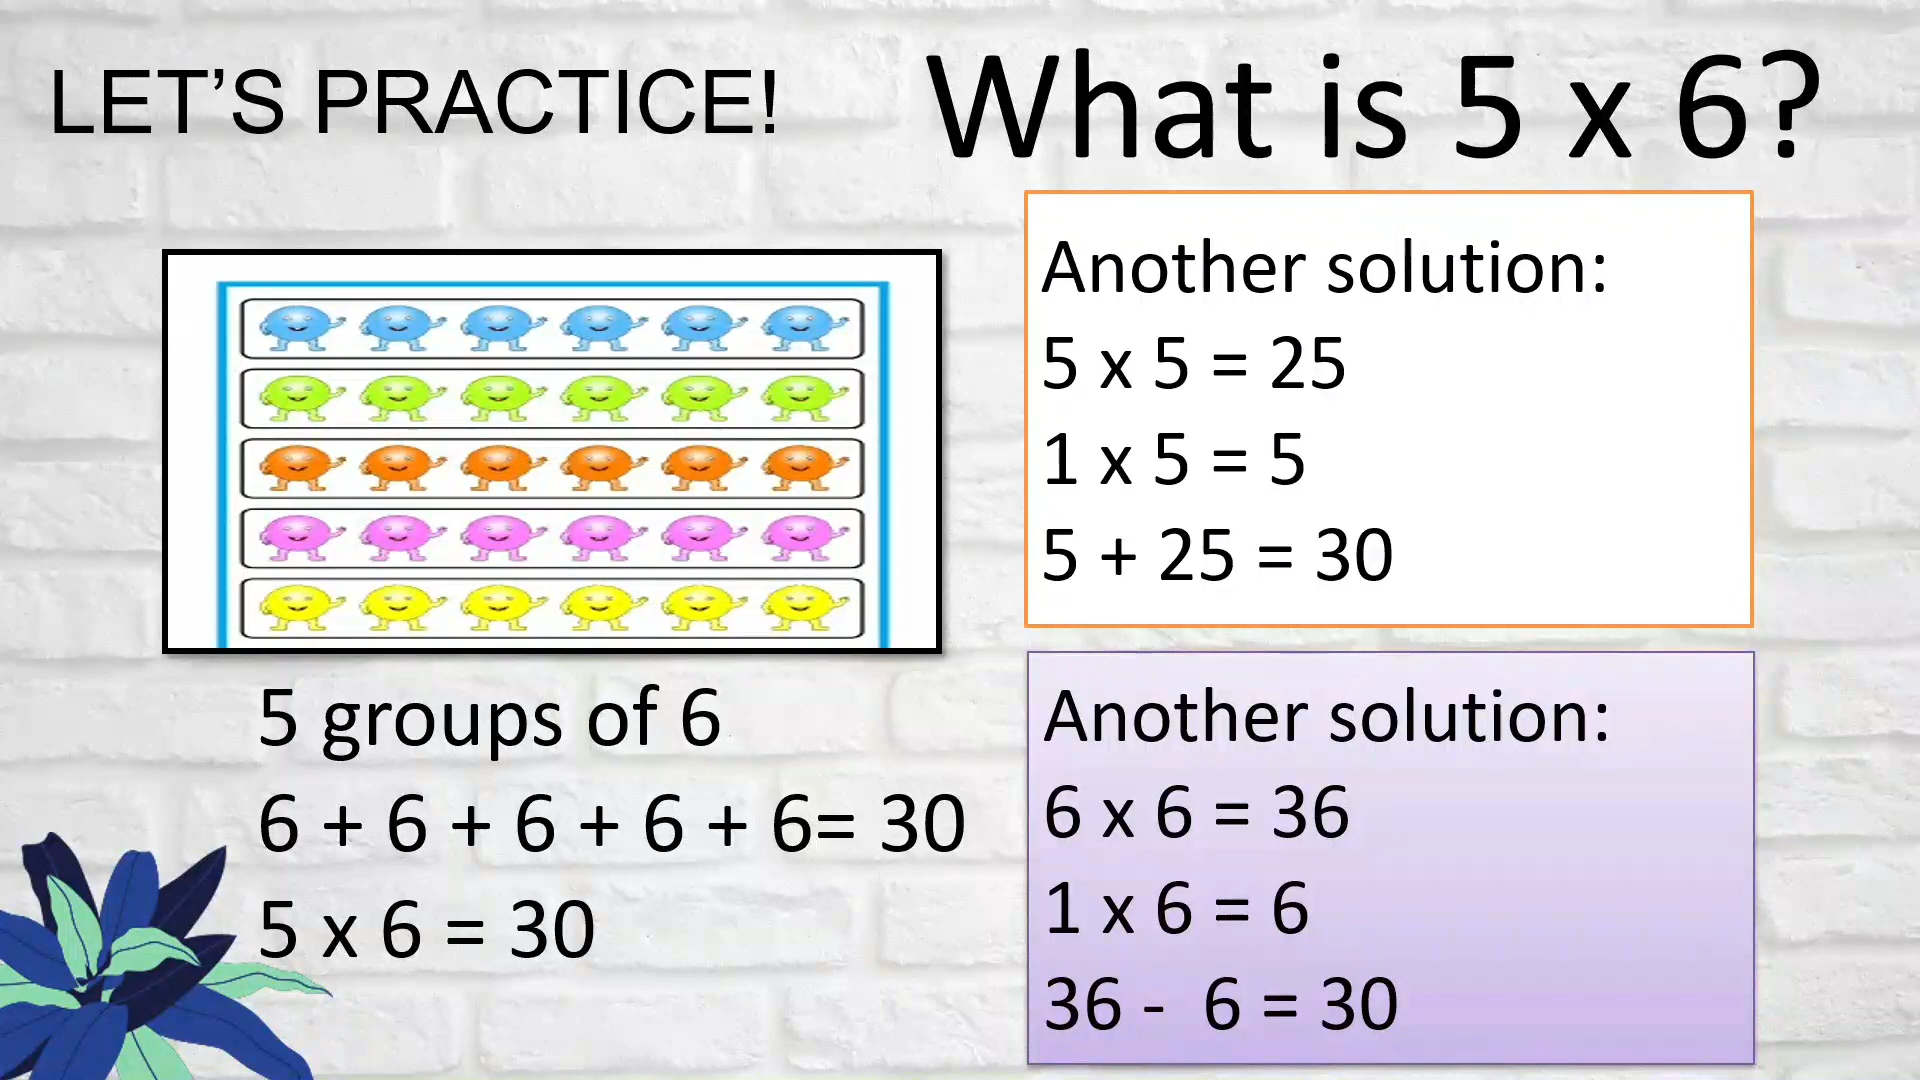 LET’S PRACTICE!
What is 5 x 6?
5 groups of 6
6 + 6 + 6 + 6 + 6= 30
5 x 6 = 30
Another solution:
5 x 5 = 25
1 x 5 = 5
5 + 25 = 30
Another solution:
6 x 6 = 36
1 x 6 = 6
36 -  6 = 30